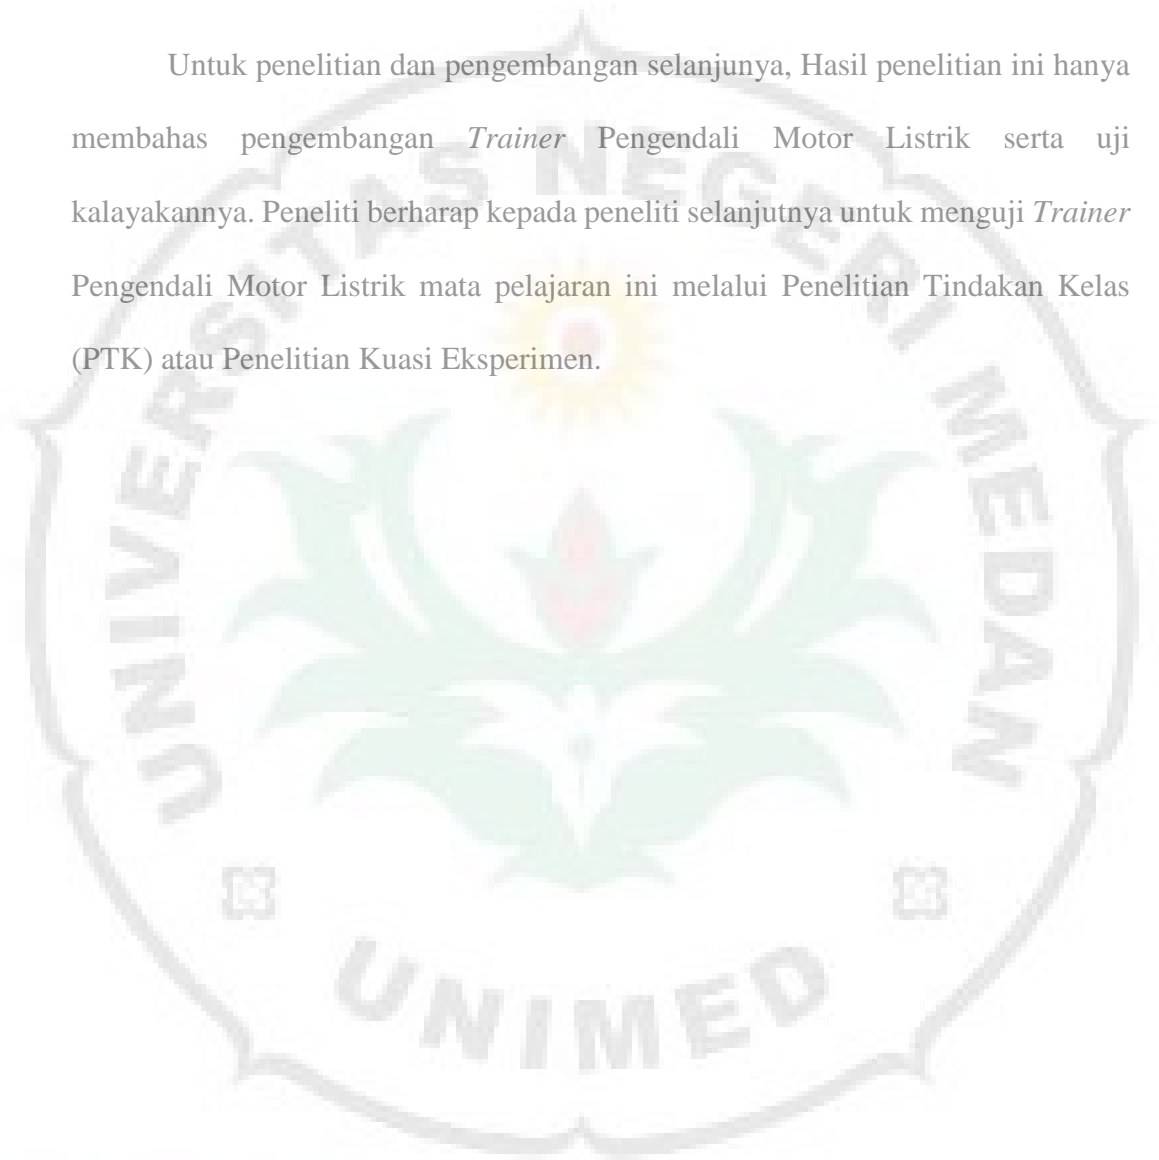 Untuk penelitian dan pengembangan selanjunya, Hasil penelitian ini hanya
membahas pengembangan Trainer Pengendali Motor Listrik serta uji
kalayakannya. Peneliti berharap kepada peneliti selanjutnya untuk menguji Trainer
Pengendali Motor Listrik mata pelajaran ini melalui Penelitian Tindakan Kelas
(PTK) atau Penelitian Kuasi Eksperimen.
UNIVERSITAS NEGERI MEDAN
UNIMED